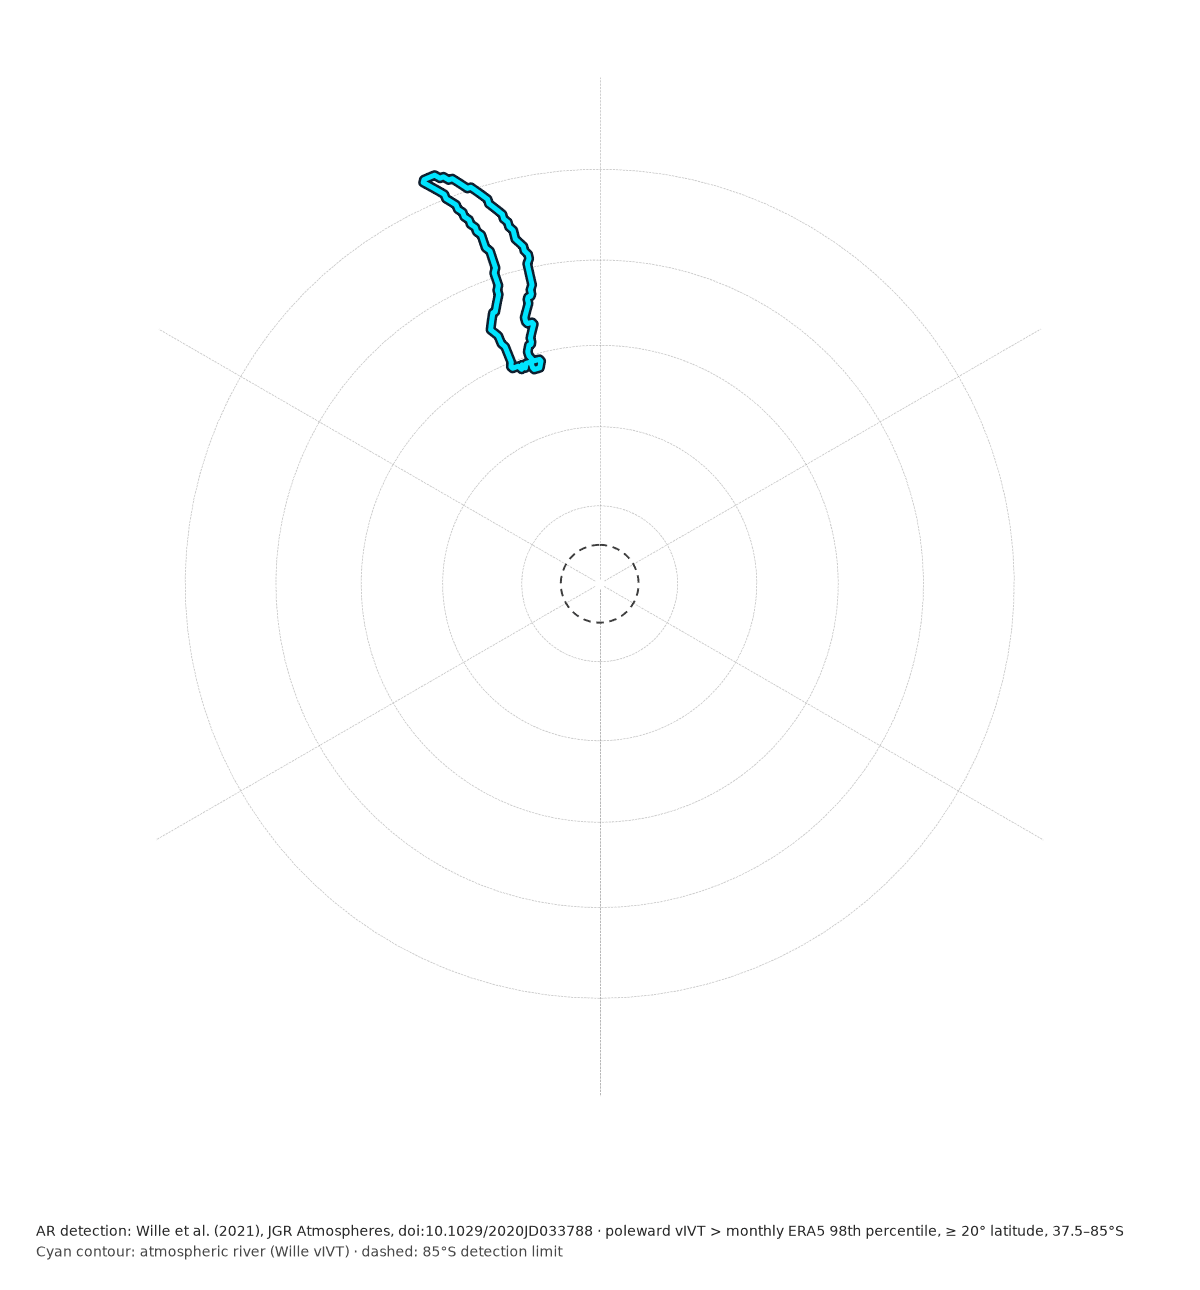 AR detection: Wille et al. (2021), JGR Atmospheres, doi:10.1029/2020JD033788 · poleward vIVT > monthly ERA5 98th percentile, ≥ 20° latitude, 37.5–85°S
Cyan contour: atmospheric river (Wille vIVT) · dashed: 85°S detection limit